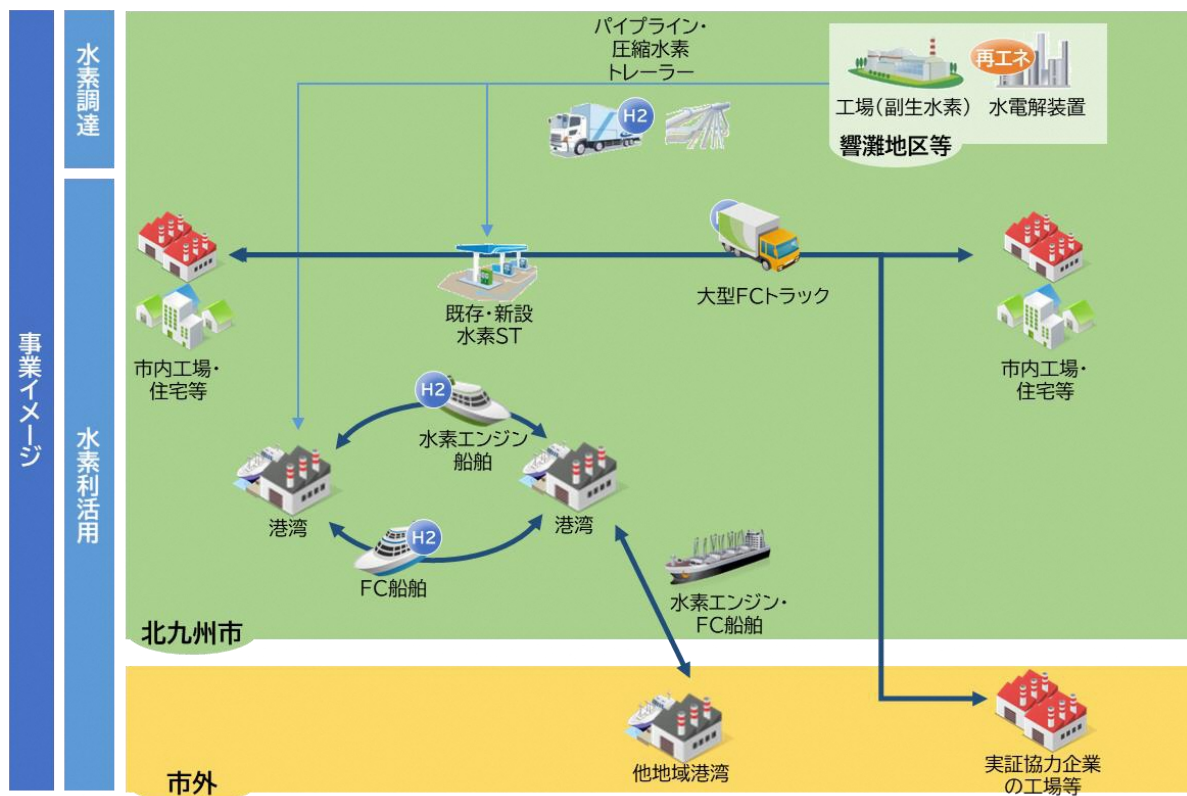 事業イメージ
水素調達
水素利活用
パイプライン・
圧縮水素
トレーラー
H2
再エネ
工場(副生水素)
水電解装置
響灘地区等
市内工場・
住宅等
既存・新設
水素ST
大型FCトラック
市内工場・
住宅等
H2
水素エンジン
船舶
港湾
港湾
H2
FC船舶
水素エンジン・
FC船舶
北九州市
他地域港湾
実証協力企業
の工場等
市外